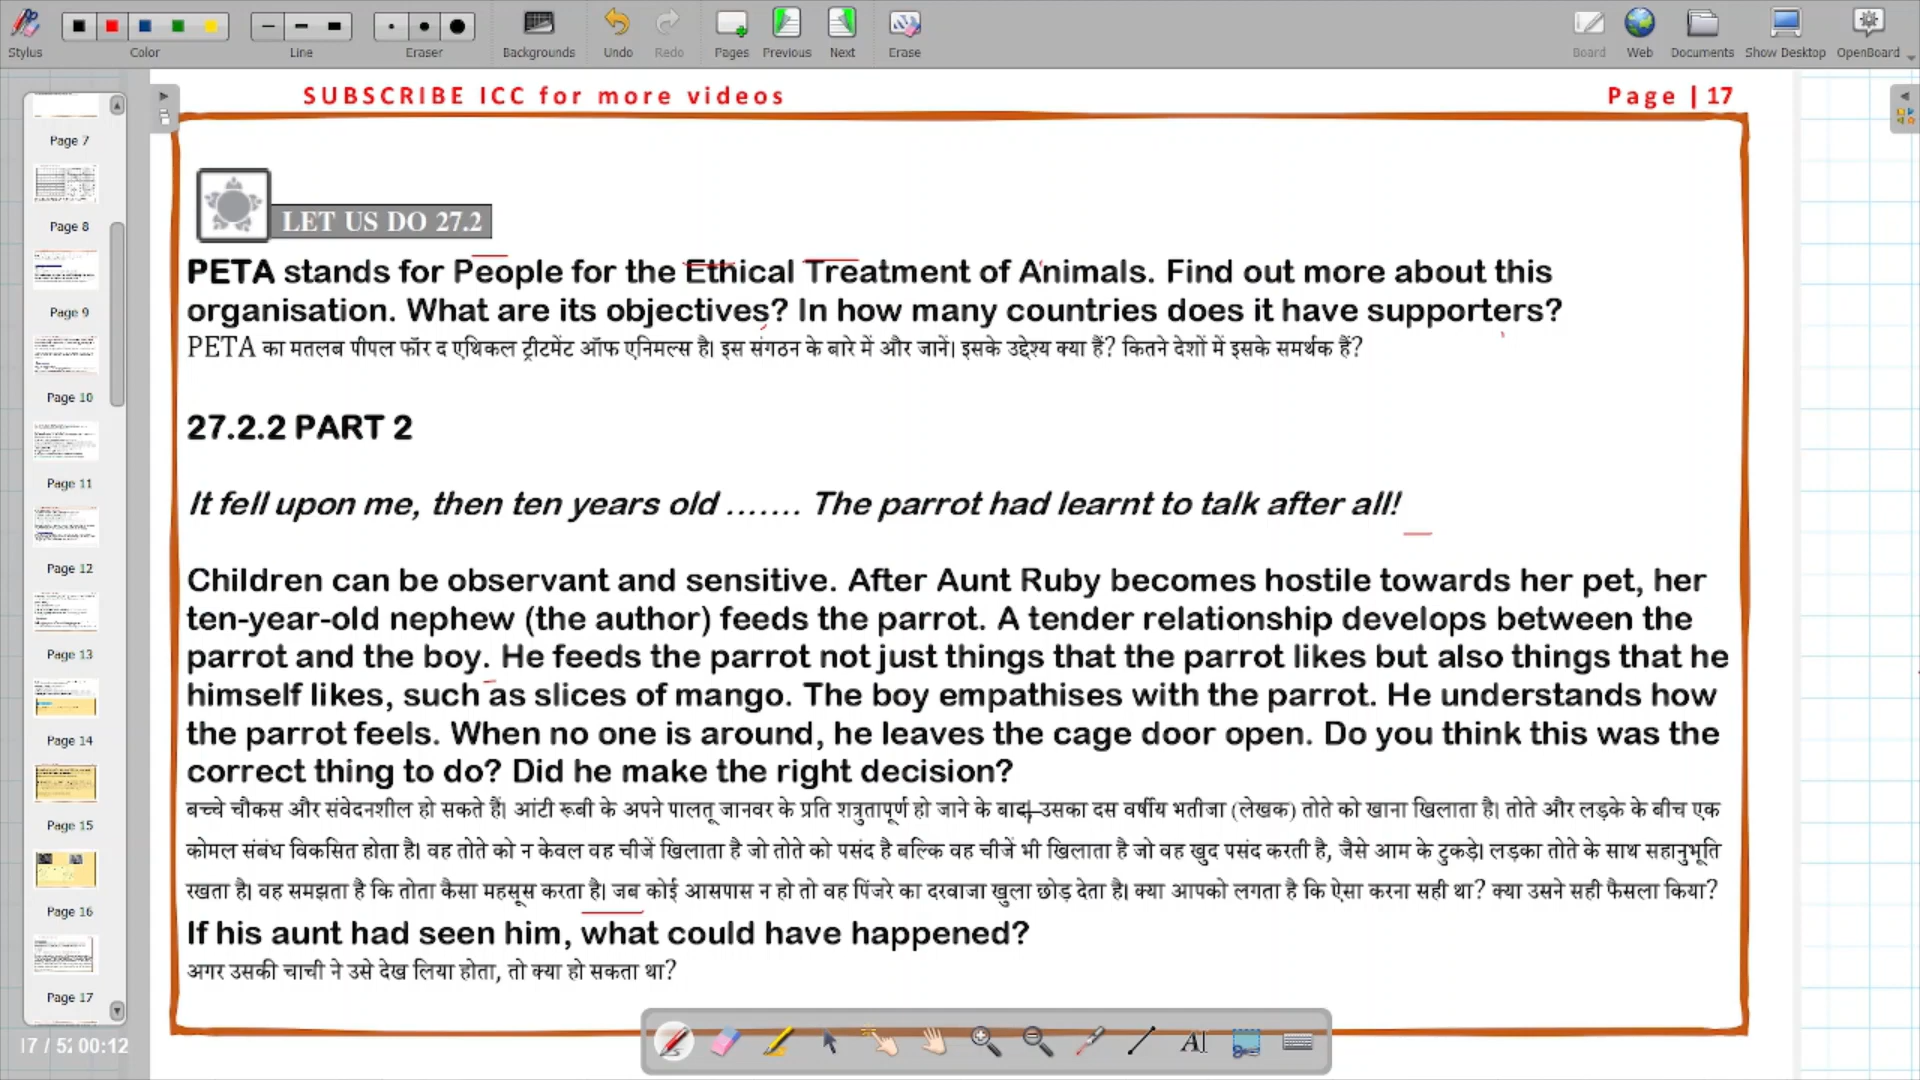 Stylus
Color
Line
Eraser
Backgrounds
Undo
Redo
Pages
Previous
Next
Erase
Board
Web
Documents
Show Desktop
OpenBoard
SUBSCRIBE ICC for more videos
Page | 17
LET US DO 27.2
PETA stands for People for the Ethical Treatment of Animals. Find out more about this
organisation. What are its objectives? In how many countries does it have supporters?
PETA का मतलब पीपल फॉर द एथिकल ट्रीटमेंट ऑफ एनिमल्स है। इस संगठन के बारे में और जानें। इसके उद्देश्य क्या हैं? कितने देशों में इसके समर्थक हैं?
27.2.2 PART 2
It fell upon me, then ten years old ....... The parrot had learnt to talk after all!
Children can be observant and sensitive. After Aunt Ruby becomes hostile towards her pet, her
ten-year-old nephew (the author) feeds the parrot. A tender relationship develops between the
parrot and the boy. He feeds the parrot not just things that the parrot likes but also things that he
himself likes, such as slices of mango. The boy empathises with the parrot. He understands how
the parrot feels. When no one is around, he leaves the cage door open. Do you think this was the
correct thing to do? Did he make the right decision?
बच्चे चौकस और संवेदनशील हो सकते हैं। आंटी रूबी के अपने पालतू जानवर के प्रति शत्रुतापूर्ण हो जाने के बाद, उसका दस वर्षीय भतीजा (लेखक) तोते को खाना खिलाता है। तोते और लड़के के बीच एक
कोमल संबंध विकसित होता है। वह तोते को न केवल वह चीजें खिलाता है जो तोते को पसंद है बल्कि वह चीजें भी खिलाता है जो वह खुद पसंद करती है, जैसे आम के टुकड़े। लड़का तोते के साथ सहानुभूति
रखता है। वह समझता है कि तोता कैसा महसूस करता है। जब कोई आसपास न हो तो वह पिंजरे का दरवाजा खुला छोड़ देता है। क्या आपको लगता है कि ऐसा करना सही था? क्या उसने सही फैसला किया?
If his aunt had seen him, what could have happened?
अगर उसकी चाची ने उसे देख लिया होता, तो क्या हो सकता था?
Page 7
Page 8
Page 9
Page 10
Page 11
Page 12
Page 13
Page 14
Page 15
Page 16
Page 17
00:12